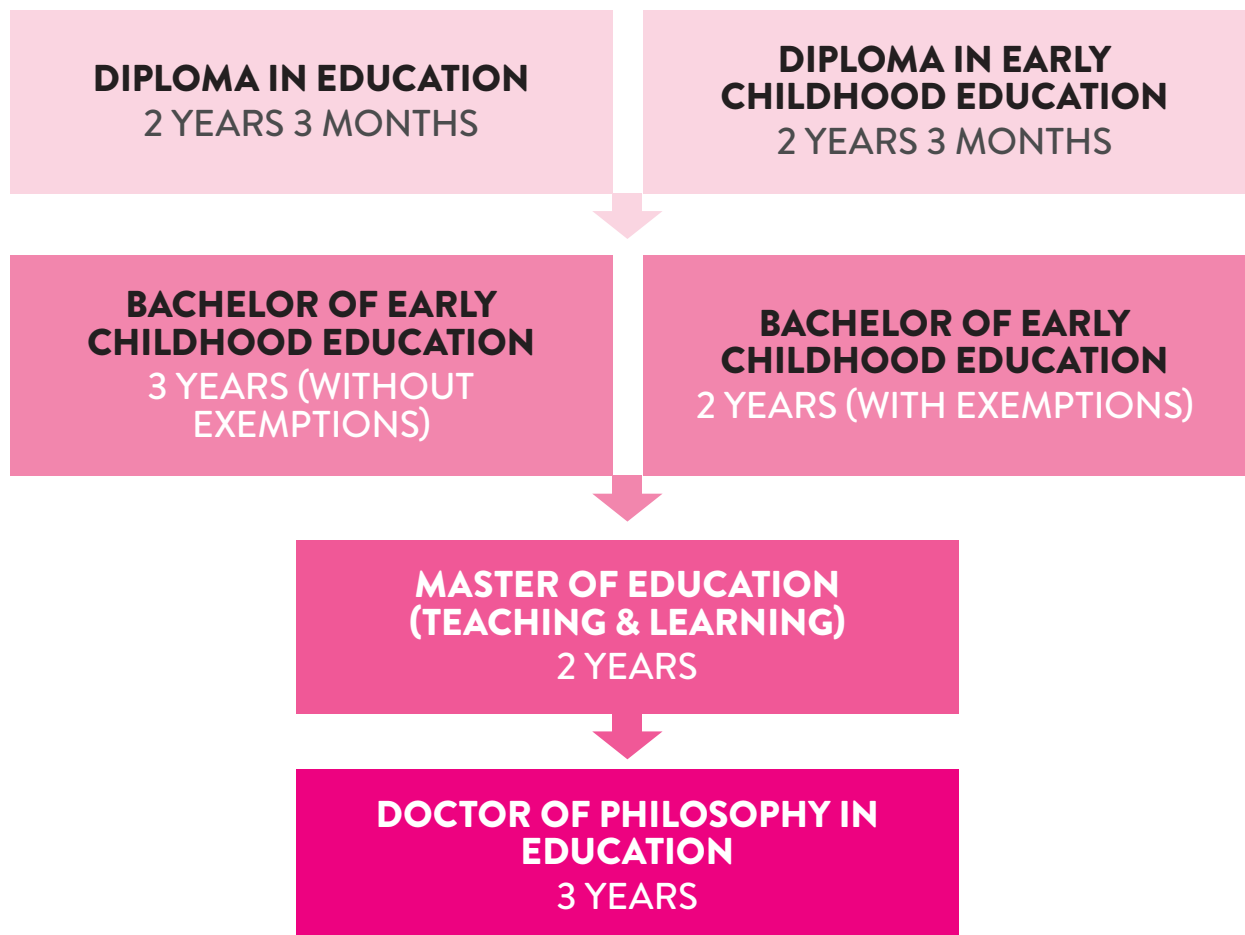 DIPLOMA IN EDUCATION
2 YEARS 3 MONTHS
DIPLOMA IN EARLY
CHILDHOOD EDUCATION
2 YEARS 3 MONTHS
BACHELOR OF EARLY
CHILDHOOD EDUCATION
3 YEARS (WITHOUT
EXEMPTIONS)
BACHELOR OF EARLY
CHILDHOOD EDUCATION
2 YEARS (WITH EXEMPTIONS)
MASTER OF EDUCATION
(TEACHING & LEARNING)
2 YEARS
DOCTOR OF PHILOSOPHY IN
EDUCATION
3 YEARS